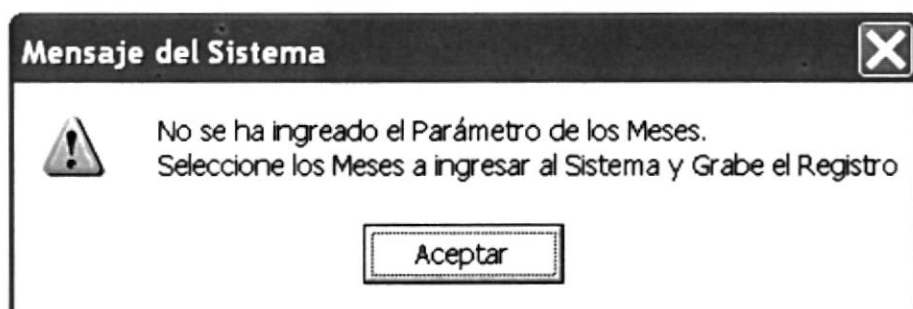 Mensaje del Sistema
No se ha ingreado el Parámetro de los Meses.
Seleccione los Meses a ingresar al Sistema y Grabe el Registro
Aceptar